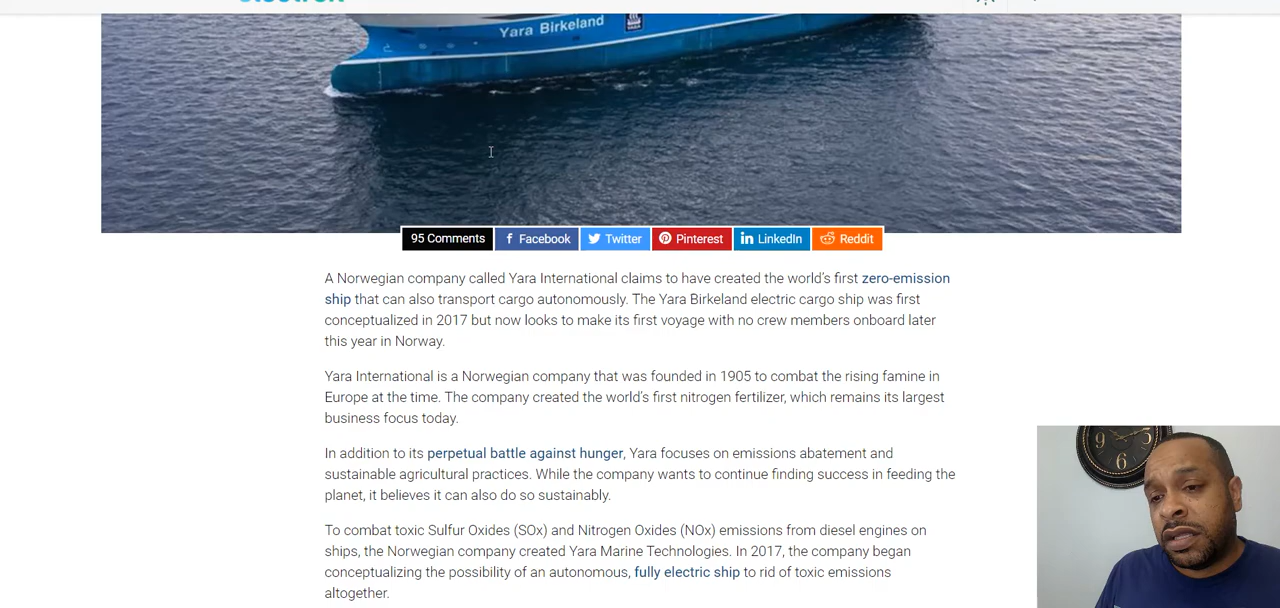 Yara Birkeland
95 Comments
Facebook
Twitter
Pinterest
LinkedIn
Reddit
A Norwegian company called Yara International claims to have created the world's first zero-emission
ship that can also transport cargo autonomously. The Yara Birkeland electric cargo ship was first
conceptualized in 2017 but now looks to make its first voyage with no crew members onboard later
this year in Norway.
Yara International is a Norwegian company that was founded in 1905 to combat the rising famine in
Europe at the time. The company created the world's first nitrogen fertilizer, which remains its largest
business focus today.
In addition to its perpetual battle against hunger, Yara focuses on emissions abatement and
sustainable agricultural practices. While the company wants to continue finding success in feeding the
planet, it believes it can also do so sustainably.
To combat toxic Sulfur Oxides (SOx) and Nitrogen Oxides (NOx) emissions from diesel engines on
ships, the Norwegian company created Yara Marine Technologies. In 2017, the company began
conceptualizing the possibility of an autonomous, fully electric ship to rid of toxic emissions
altogether.
9
3
6